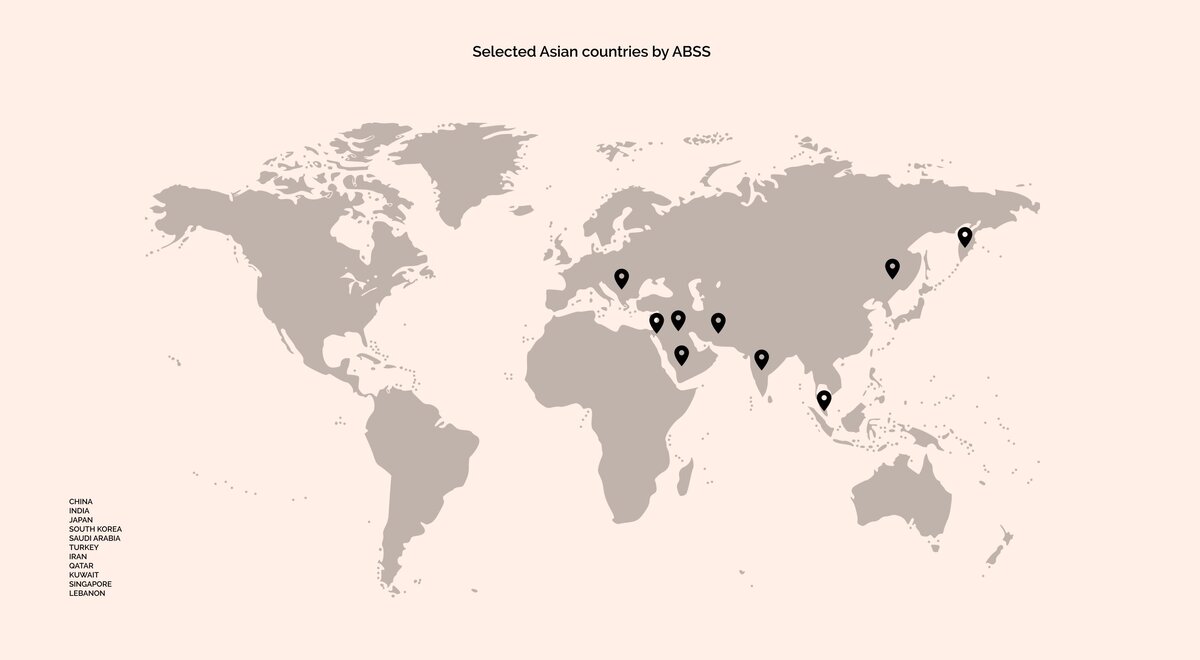 Selected Asian countries by ABSS
CHINA
INDIA
JAPAN
SOUTH KOREA
SAUDI ARABIA
TURKEY
IRAN
QATAR
KUWAIT
SINGAPORE
LEBANON